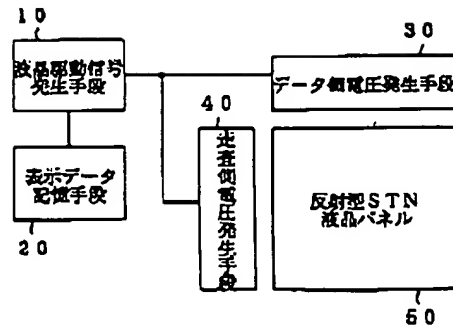 10
液晶駆動信号
発生手段
30
データ側電圧発生手段
40
走査側電圧発生手段
表示データ
記憶手段
20
反射型STN
液晶パネル
50